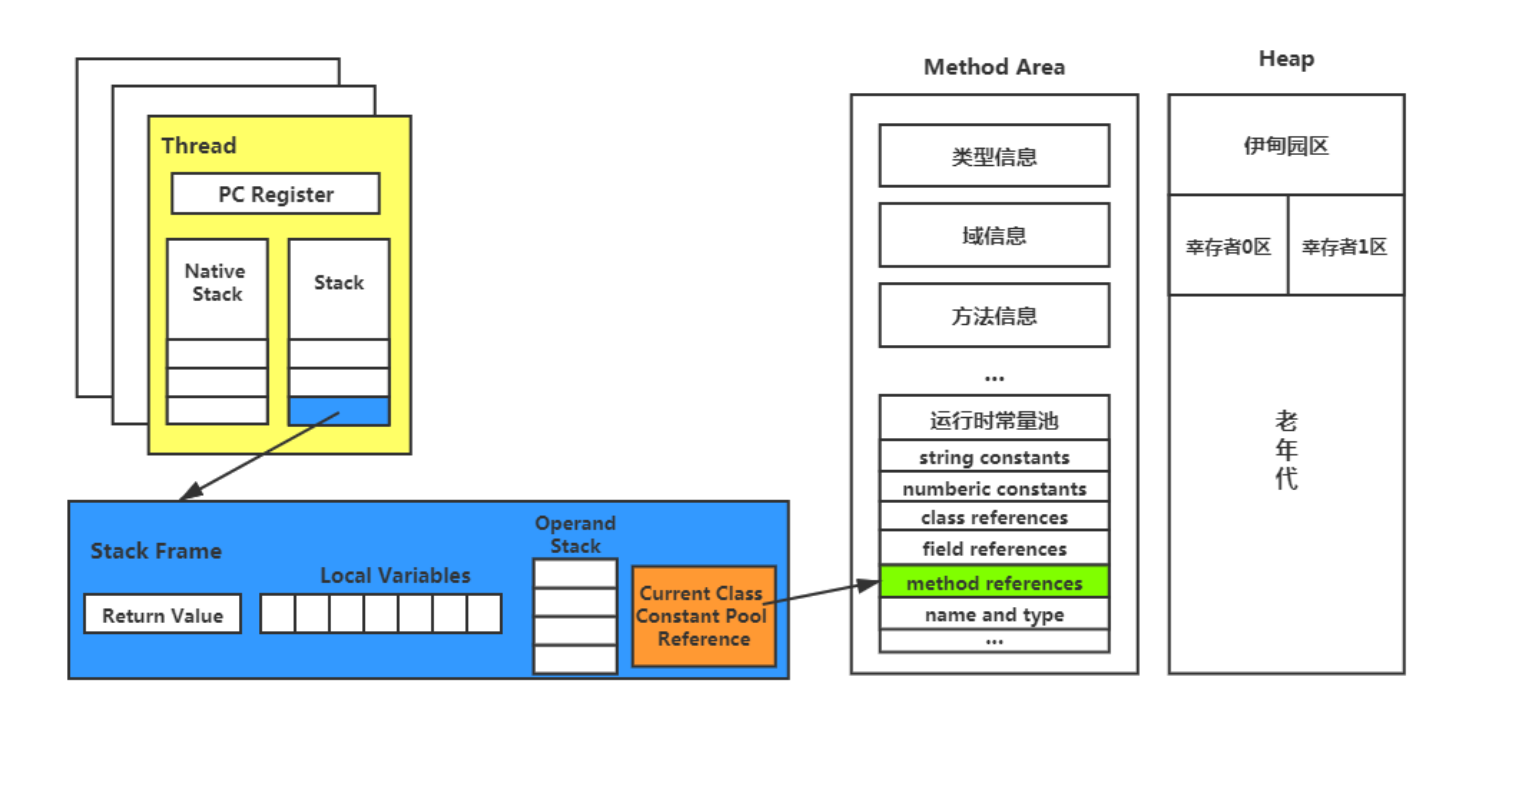 Thread
PC Register
Native
Stack
Stack
Stack Frame
Return Value
Local Variables
Operand
Stack
Current Class
Constant Pool
Reference
Method Area
类型信息
域信息
方法信息
...
运行时常量池
string constants
numberic constants
class references
field references
method references
name and type
...
Heap
伊甸园区
幸存者0区
幸存者1区
老
年
代